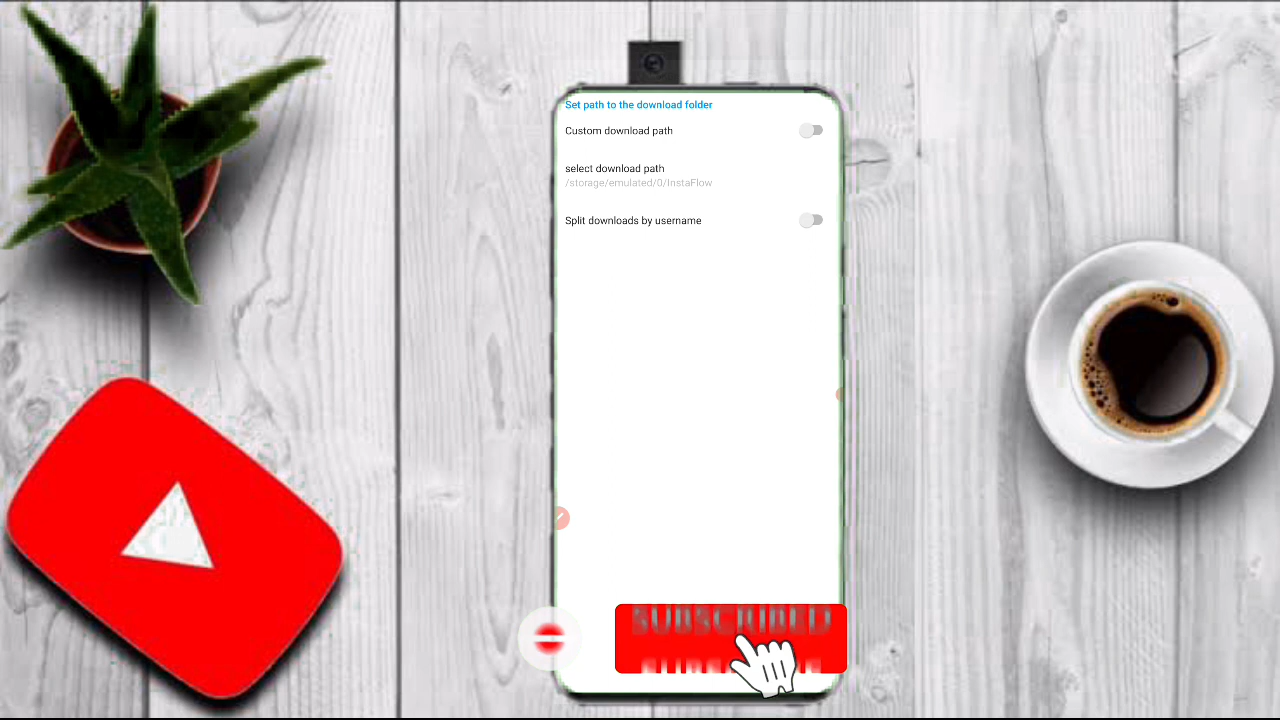 Set path to the download folder
Custom download path
select download path
/storage/emulated/0/InstaFlow
Split downloads by username
SUBSCRIBED